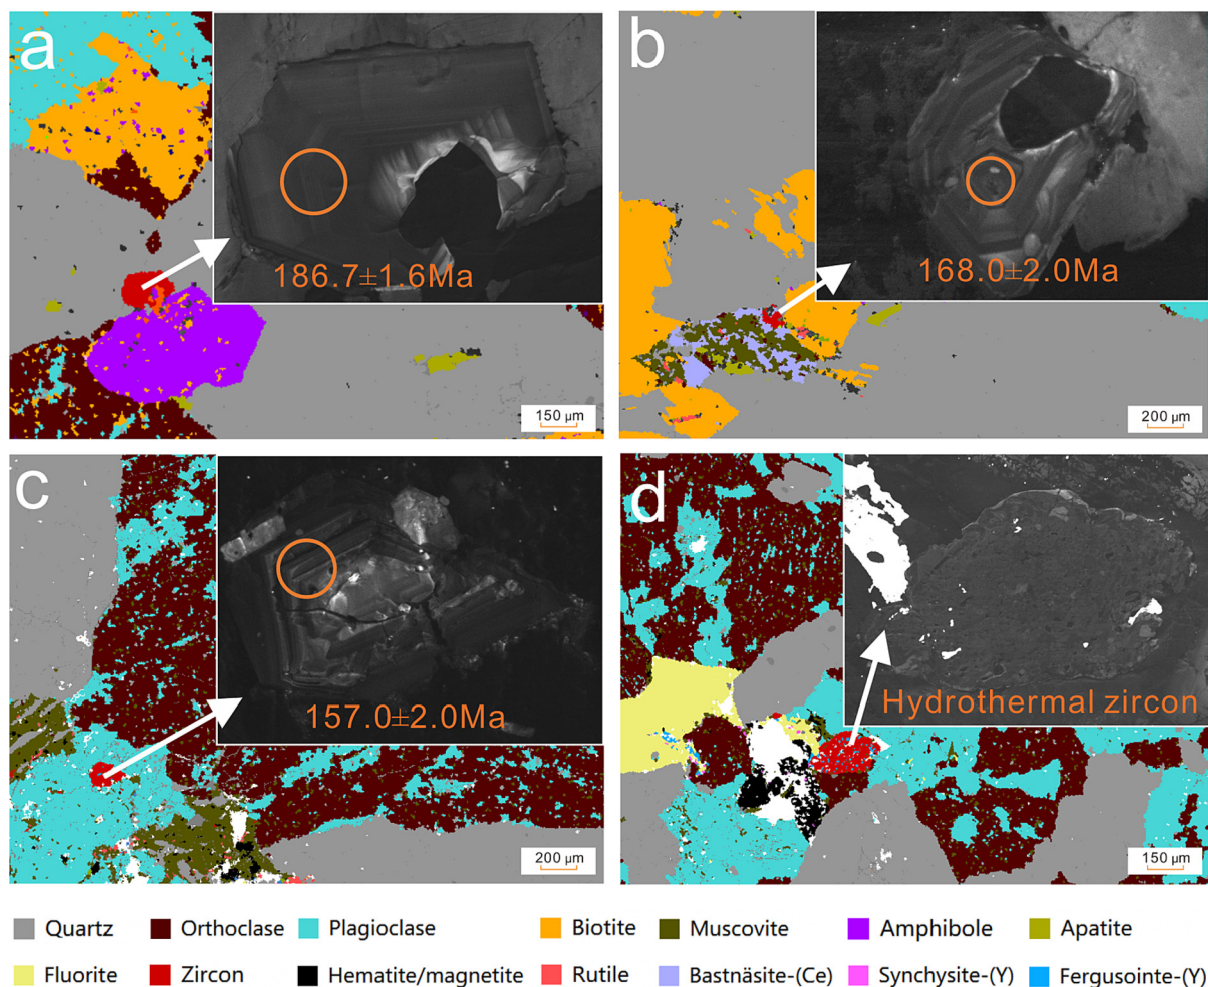 a
186.7±1.6Ma
150 μm
b
168.0±2.0Ma
200 μm
c
157.0±2.0Ma
200 μm
d
Hydrothermal zircon
150 μm
Quartz Orthoclase Plagioclase Biotite Muscovite Amphibole Apatite
Fluorite Zircon Hematite/magnetite Rutile Bastnäsite-(Ce) Synchysite-(Y) Fergusointe-(Y)